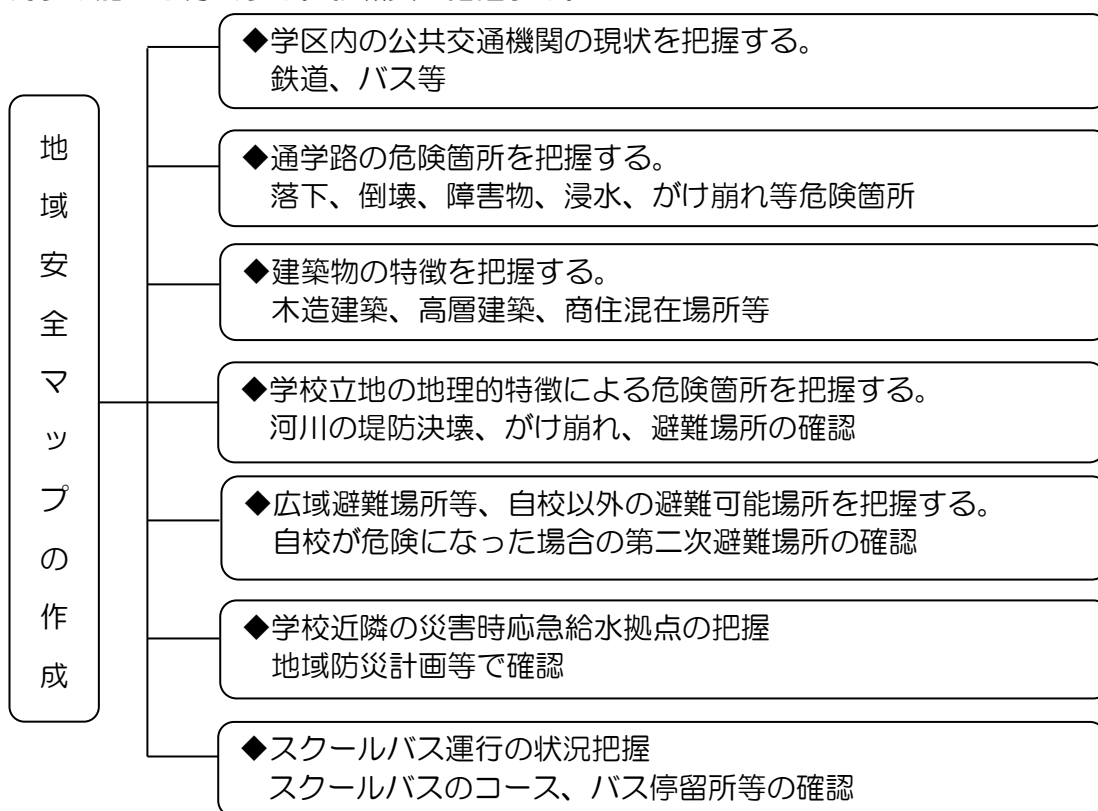 ◆学区内の公共交通機関の現状を把握する。
鉄道、バス等
地域安全マップの作成
◆通学路の危険箇所を把握する。
落下、倒壊、障害物、浸水、がけ崩れ等危険箇所
◆建築物の特徴を把握する。
木造建築、高層建築、商住混在場所等
◆学校立地の地理的特徴による危険箇所を把握する。
河川の堤防決壊、がけ崩れ、避難場所の確認
◆広域避難場所等、自校以外の避難可能場所を把握する。
自校が危険になった場合の第二次避難場所の確認
◆学校近隣の災害時応急給水拠点の把握
地域防災計画等で確認
◆スクールバス運行の状況把握
スクールバスのコース、バス停留所等の確認